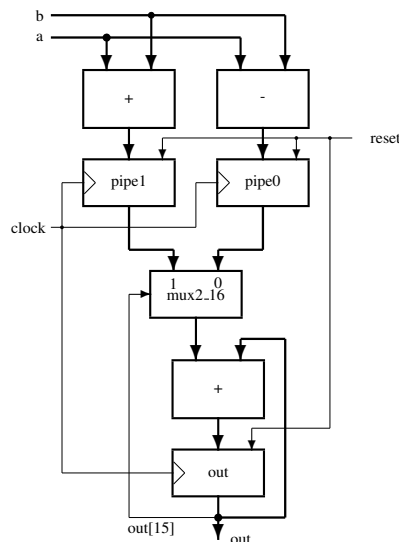 b
a
+ -
reset
pipe1 pipe0
clock
1 0
mux2_16
+
out
out[15]
out